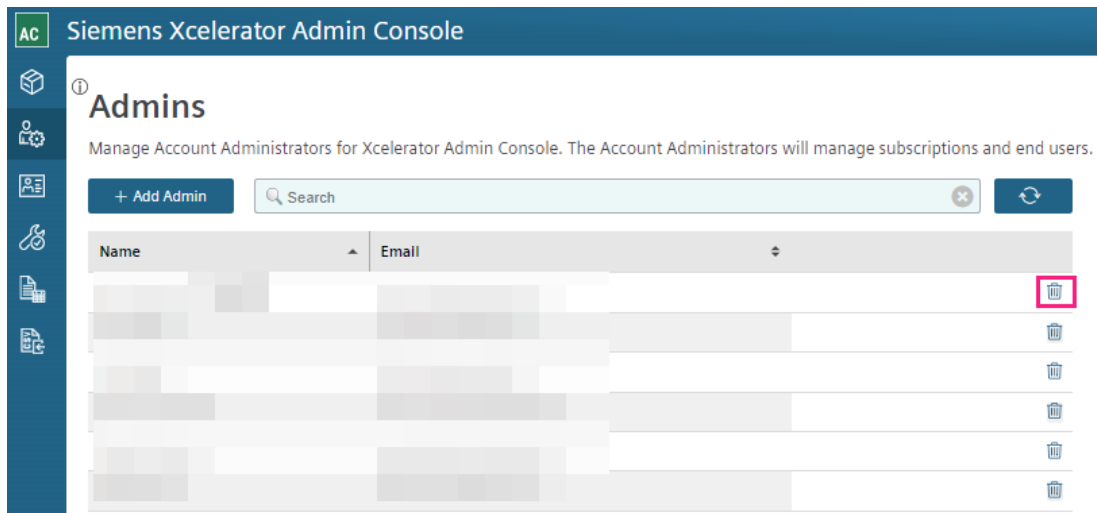 AC Siemens Xcelerator Admin Console
Admins
Manage Account Administrators for Xcelerator Admin Console. The Account Administrators will manage subscriptions and end users.
+ Add Admin Search
Name Email
CSV